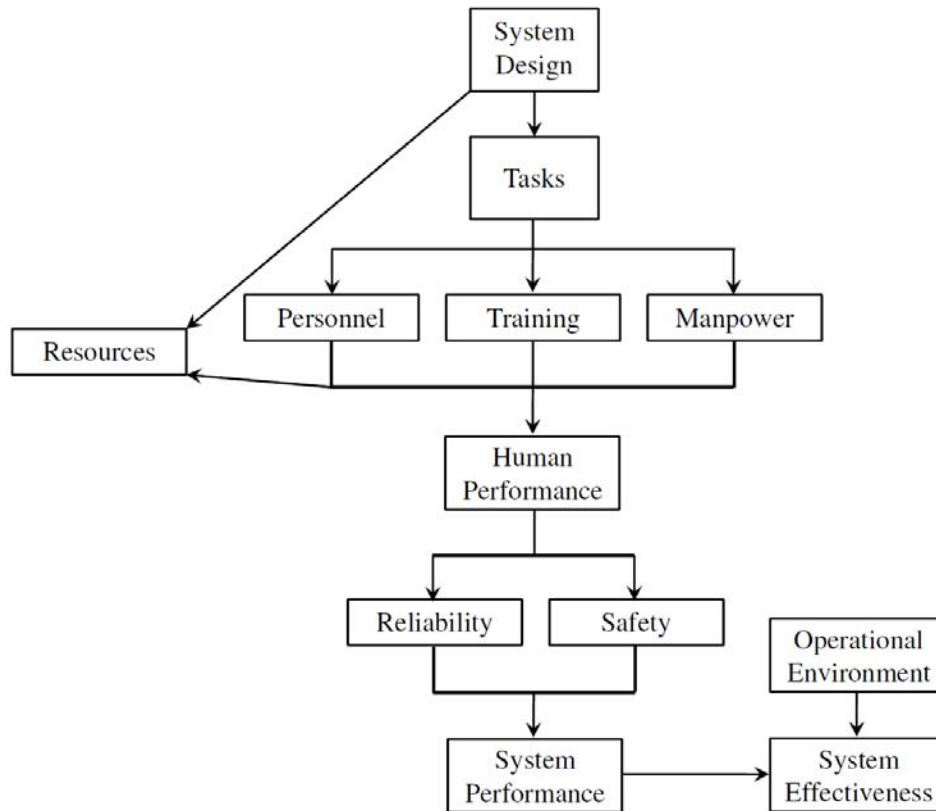 System
Design
Tasks
Personnel
Training
Manpower
Resources
Human
Performance
Reliability
Safety
Operational
Environment
System
Performance
System
Effectiveness